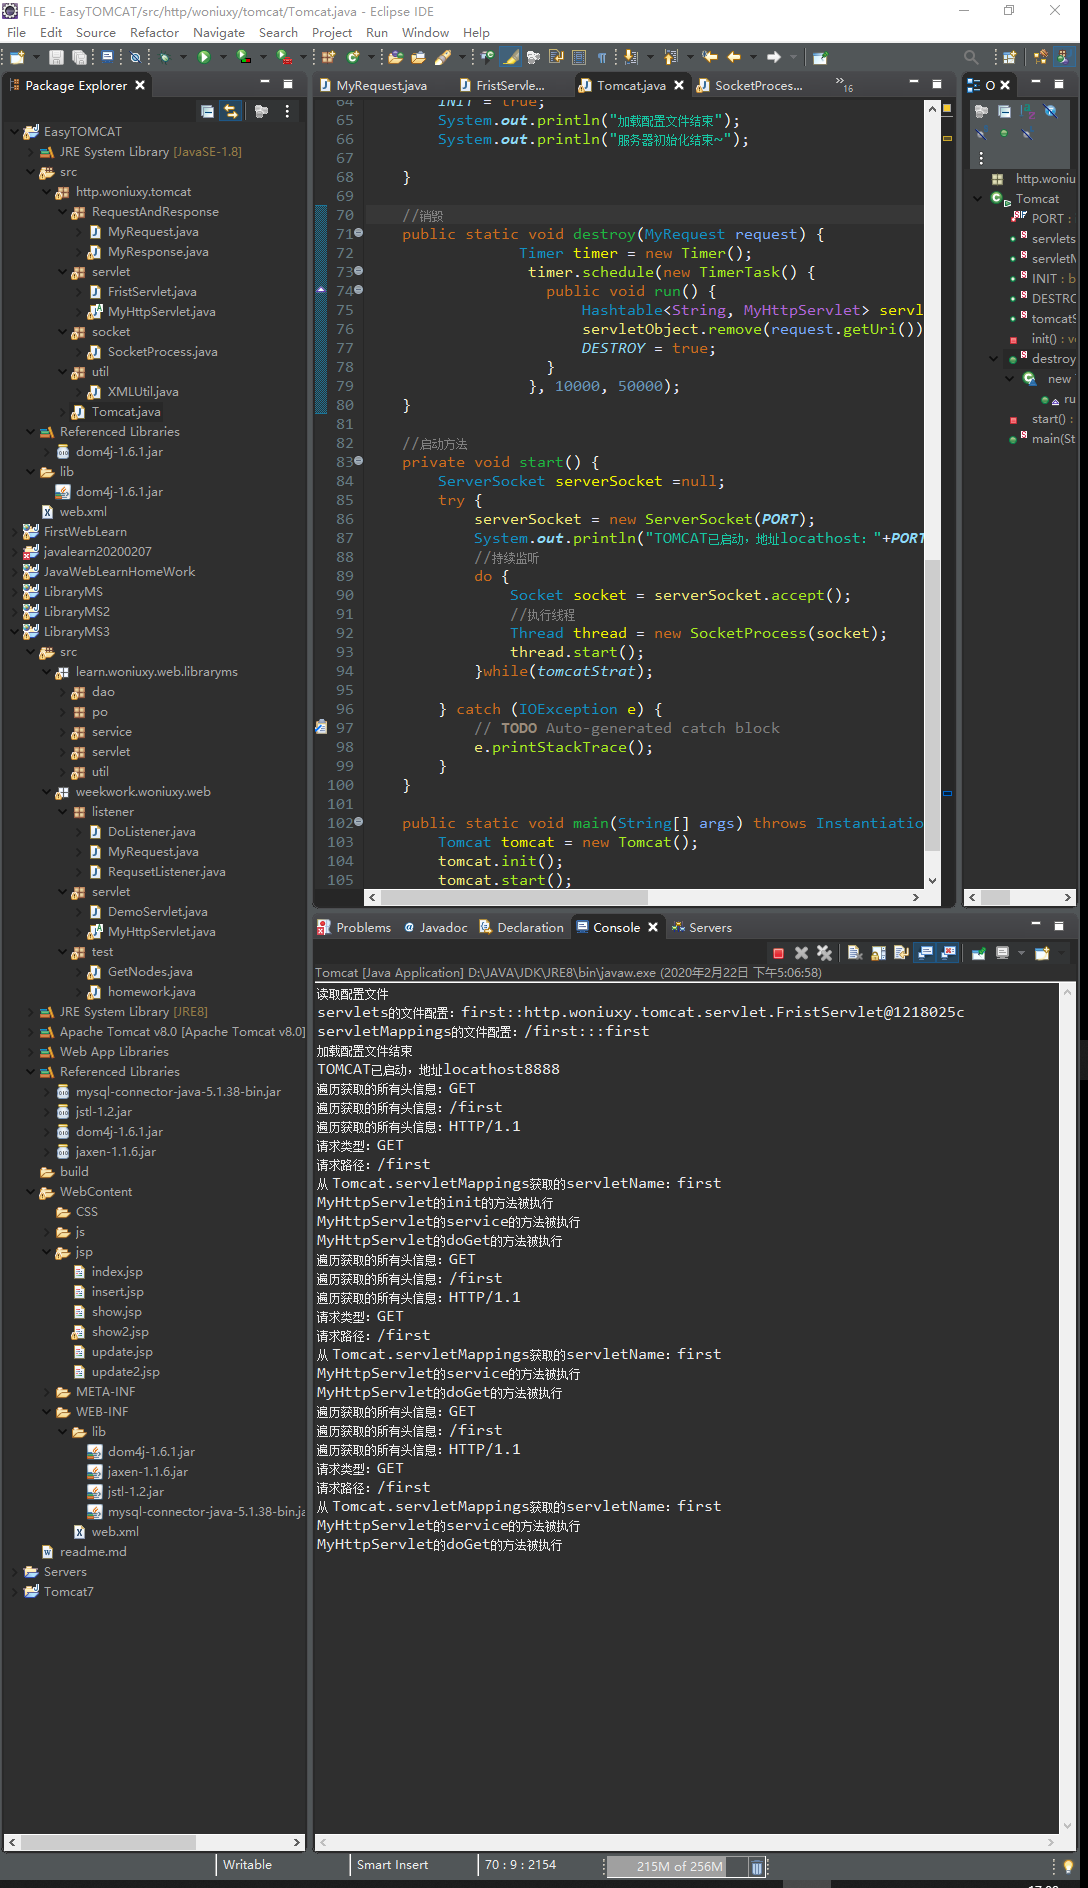 FILE - EasyTOMCAT/src/http/woniuxy/tomcat/Tomcat.java - Eclipse IDE
File Edit Source Refactor Navigate Search Project Run Window Help
Package Explorer
EasyTOMCAT
JRE System Library [JavaSE-1.8]
src
http.woniuxy.tomcat
RequestAndResponse
MyRequest.java
MyResponse.java
servlet
FristServlet.java
MyHttpServlet.java
socket
SocketProcess.java
util
XMLUtil.java
Tomcat.java
Referenced Libraries
dom4j-1.6.1.jar
lib
dom4j-1.6.1.jar
web.xml
FirstWebLearn
javalearn20200207
JavaWebLearnHomeWork
LibraryMS
LibraryMS2
LibraryMS3
src
learn.woniuxy.web.libraryms
dao
po
service
servlet
util
weekwork.woniuxy.web
listener
DoListener.java
MyRequest.java
RequsetListener.java
servlet
DemoServlet.java
MyHttpServlet.java
test
GetNodes.java
homework.java
JRE System Library [JRE8]
Apache Tomcat v8.0 [Apache Tomcat v8.0]
Web App Libraries
Referenced Libraries
mysql-connector-java-5.1.38-bin.jar
jstl-1.2.jar
dom4j-1.6.1.jar
jaxen-1.1.6.jar
build
WebContent
CSS
js
jsp
index.jsp
insert.jsp
show.jsp
show2.jsp
update.jsp
update2.jsp
META-INF
WEB-INF
lib
dom4j-1.6.1.jar
jaxen-1.1.6.jar
jstl-1.2.jar
mysql-connector-java-5.1.38-bin.ja
web.xml
readme.md
Servers
Tomcat7
MyRequest.java FristServle... Tomcat.java SocketProces... »16
64 INIT = true;
65 System.out.println("加载配置文件结束");
66 System.out.println("服务器初始化结束~");
67
68 }
69
70 //销毁
71 public static void destroy(MyRequest request) {
72 Timer timer = new Timer();
73 timer.schedule(new TimerTask() {
74 public void run() {
75 Hashtable<String, MyHttpServlet> servl
76 servletObject.remove(request.getUri())
77 DESTROY = true;
78 }
79 }, 10000, 50000);
80 }
81
82 //启动方法
83 private void start() {
84 ServerSocket serverSocket =null;
85 try {
86 serverSocket = new ServerSocket(PORT);
87 System.out.println("TOMCAT已启动，地址locathost: "+PORT
88 //持续监听
89 do {
90 Socket socket = serverSocket.accept();
91 //执行线程
92 Thread thread = new SocketProcess(socket);
93 thread.start();
94 }while(tomcatStrat);
95
96 } catch (IOException e) {
97 // TODO Auto-generated catch block
98 e.printStackTrace();
99 }
100 }
101
102 public static void main(String[] args) throws Instantiatio
103 Tomcat tomcat = new Tomcat();
104 tomcat.init();
105 tomcat.start();
O
http.woniu
Tomcat
PORT :
servlets
servletM
INIT : b
DESTRC
tomcatS
init() : vo
destroy
new
ru
start() :
main(St
Problems Javadoc Declaration Console Servers
Tomcat [Java Application] D:\JAVA\JDK\JRE8\bin\javaw.exe (2020年2月22日 下午5:06:58)
读取配置文件
servlets的文件配置: first::http.woniuxy.tomcat.servlet.FristServlet@1218025c
servletMappings的文件配置: /first:::first
加载配置文件结束
TOMCAT已启动，地址locathost8888
遍历获取的所有头信息: GET
遍历获取的所有头信息: /first
遍历获取的所有头信息: HTTP/1.1
请求类型: GET
请求路径: /first
从 Tomcat.servletMappings获取的servletName: first
MyHttpServlet的init的方法被执行
MyHttpServlet的service的方法被执行
MyHttpServlet的doGet的方法被执行
遍历获取的所有头信息: GET
遍历获取的所有头信息: /first
遍历获取的所有头信息: HTTP/1.1
请求类型: GET
请求路径: /first
从 Tomcat.servletMappings获取的servletName: first
MyHttpServlet的service的方法被执行
MyHttpServlet的doGet的方法被执行
遍历获取的所有头信息: GET
遍历获取的所有头信息: /first
遍历获取的所有头信息: HTTP/1.1
请求类型: GET
请求路径: /first
从 Tomcat.servletMappings获取的servletName: first
MyHttpServlet的service的方法被执行
MyHttpServlet的doGet的方法被执行
Writable Smart Insert 70 : 9 : 2154 215M of 256M